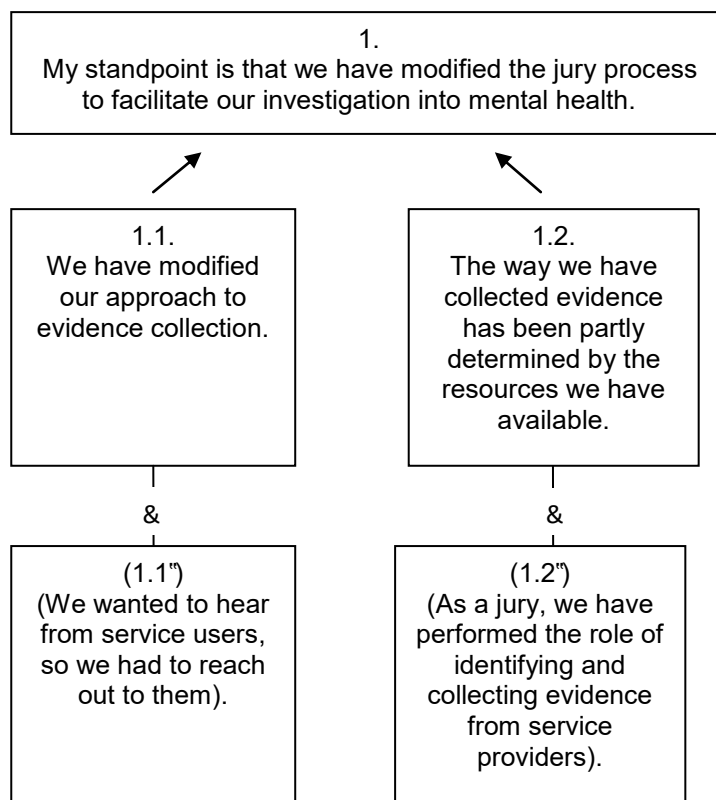 1.
My standpoint is that we have modified the jury process
to facilitate our investigation into mental health.
1.1.
We have modified
our approach to
evidence collection.
1.2.
The way we have
collected evidence
has been partly
determined by the
resources we have
available.
&
&
(1.1‟)
(We wanted to hear
from service users,
so we had to reach
out to them).
(1.2‟)
(As a jury, we have
performed the role of
identifying and
collecting evidence
from service
providers).